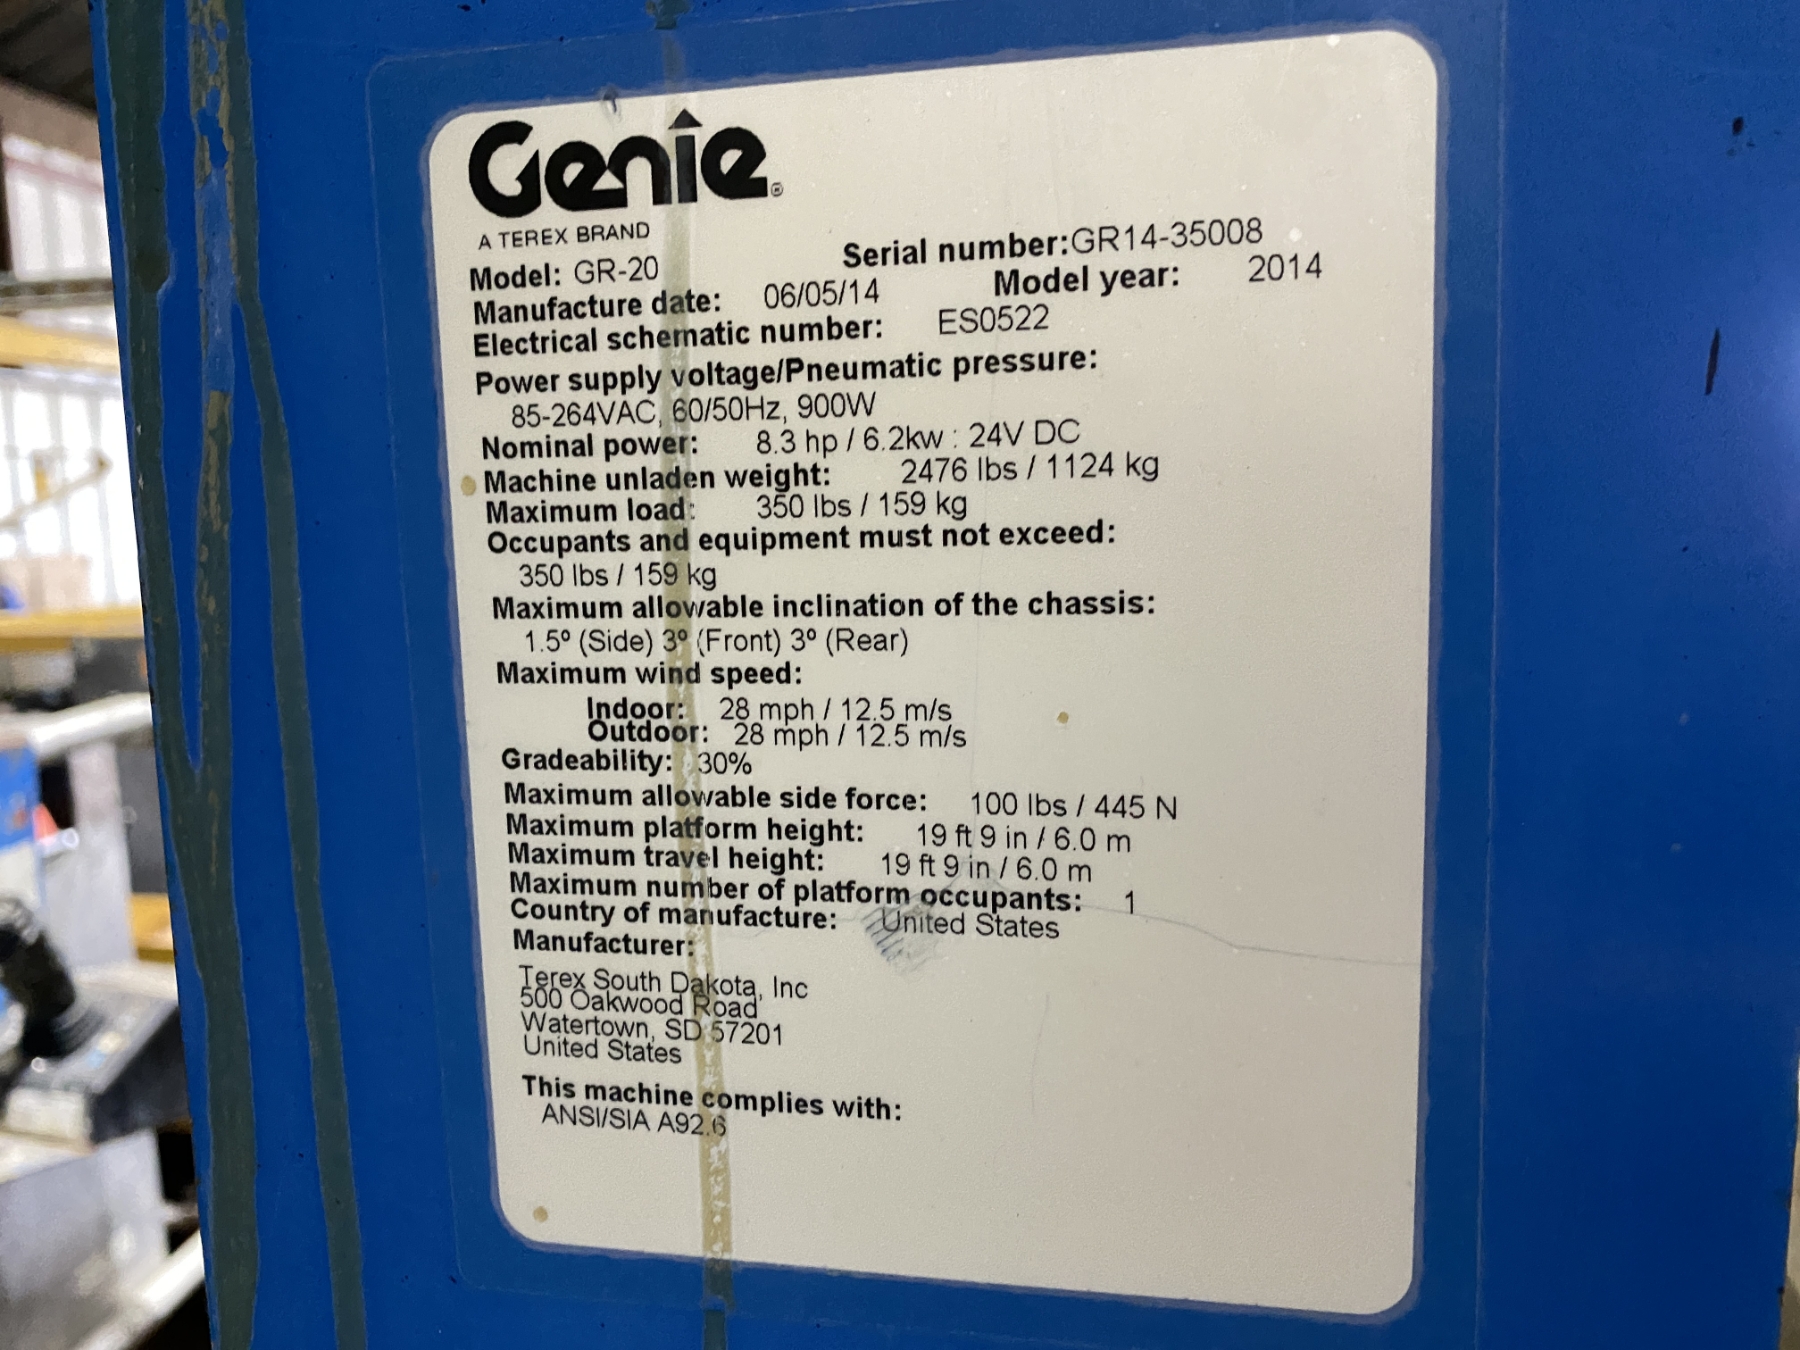 Genie®
A TEREX BRAND
Model: GR-20 Serial number:GR14-35008
Manufacture date: 06/05/14 Model year: 2014
Electrical schematic number: ES0522
Power supply voltage/Pneumatic pressure:
85-264VAC, 60/50Hz, 900W
Nominal power: 8.3 hp / 6.2kw : 24V DC
Machine unladen weight: 2476 lbs / 1124 kg
Maximum load: 350 lbs / 159 kg
Occupants and equipment must not exceed:
350 lbs / 159 kg
Maximum allowable inclination of the chassis:
1.5º (Side) 3º (Front) 3º (Rear)
Maximum wind speed:
Indoor: 28 mph / 12.5 m/s
Outdoor: 28 mph / 12.5 m/s
Gradeability: 30%
Maximum allowable side force: 100 lbs / 445 N
Maximum platform height: 19 ft 9 in / 6.0 m
Maximum travel height: 19 ft 9 in / 6.0 m
Maximum number of platform occupants: 1
Country of manufacture: United States
Manufacturer:
Terex South Dakota, Inc
500 Oakwood Road
Watertown, SD 57201
United States
This machine complies with:
ANSI/SIA A92.6